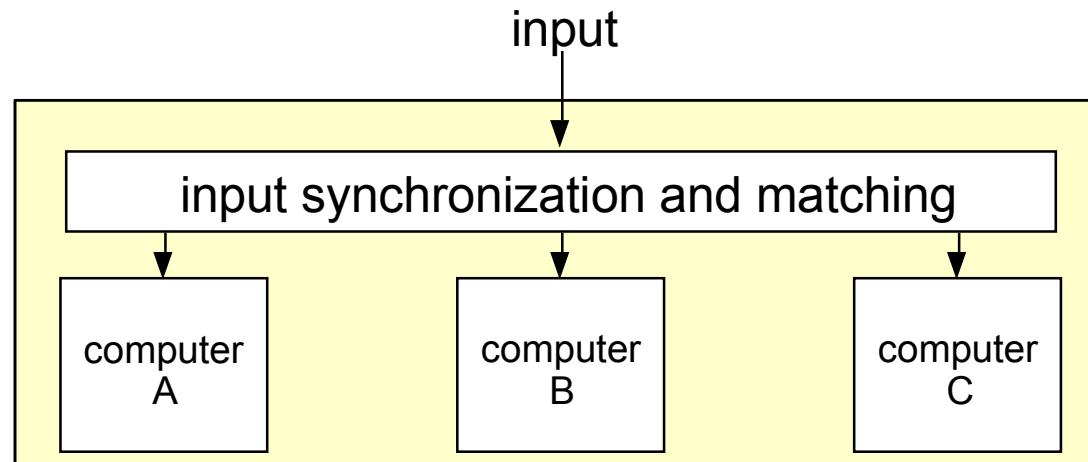 input
input synchronization and matching
computer
A
computer
B
computer
C